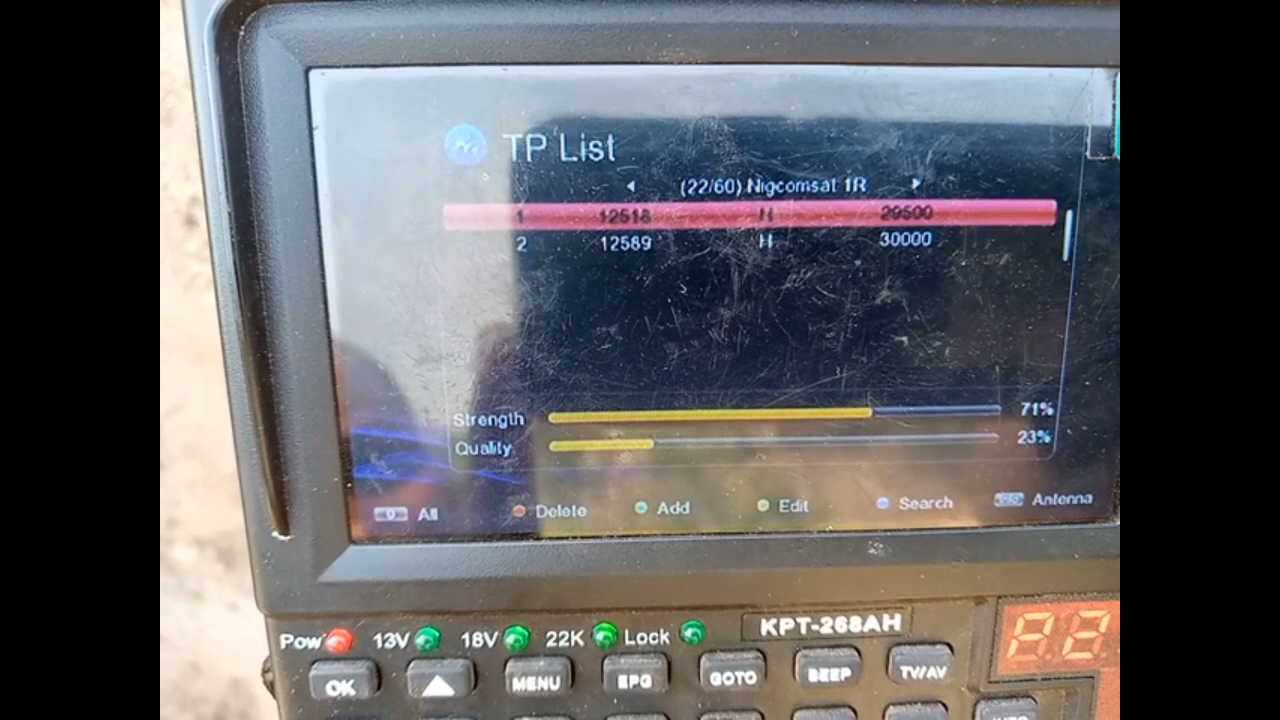 TP List
(22/60) Nigcomsat 1R
1 12518 H 29500
2 12589 H 30000
Strength 71%
Quality 23%
0 All Delete Add Edit Search Antenna
Pow 13V 18V 22K Lock KPT-268AH
OK MENU EPG GOTO BEEP TV/AV